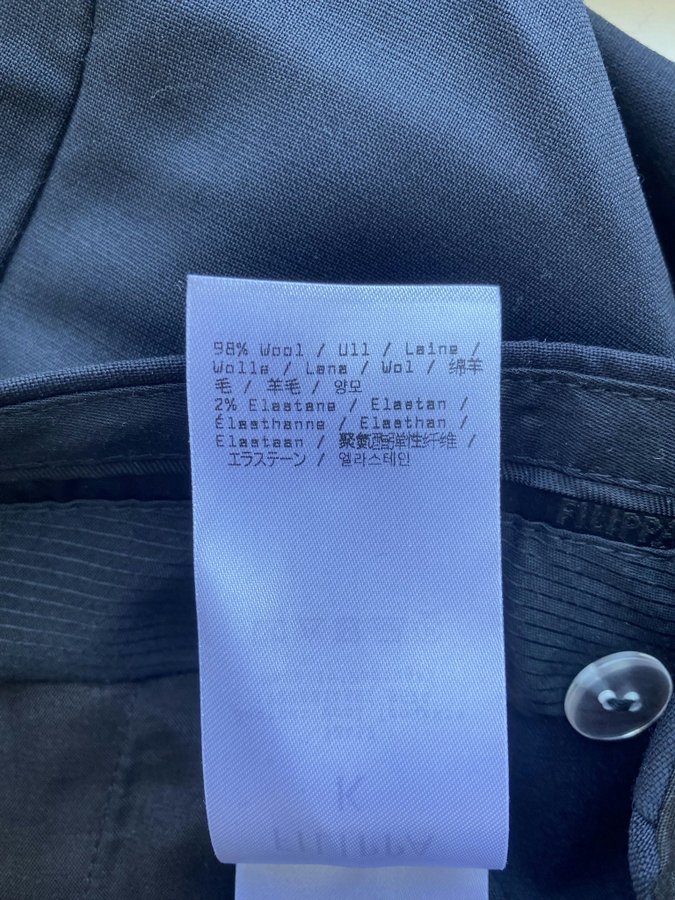 98% Wool / Ull / Laine /
Wolle / Lana / Wol / 绵羊
毛 / 羊毛 / 양모
2% Elastane / Elastan /
Élasthanne / Elasthan /
Elastaan / 聚氨酯弹性纤维 /
エラステーン / 엘라스테인
FILIPPA
K
FILIPPA